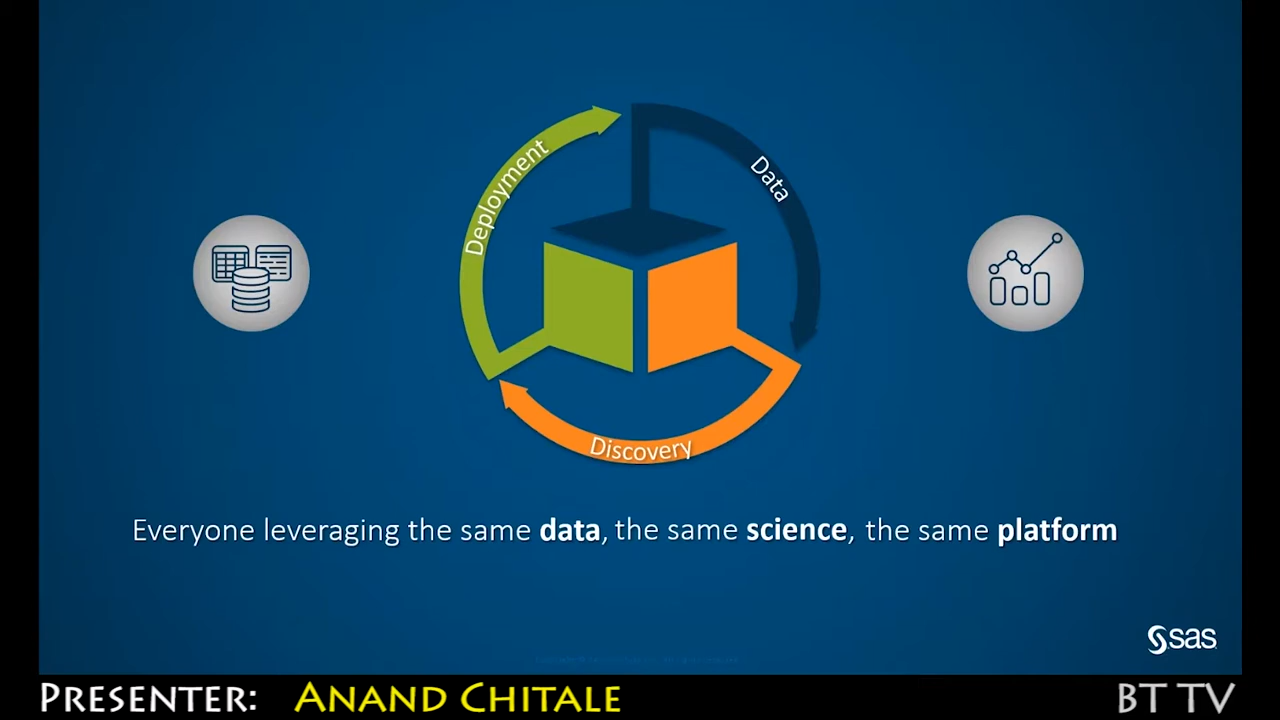 Deployment
Data
Discovery
Everyone leveraging the same data, the same science, the same platform
sas
PRESENTER: ANAND CHITALE
BT TV